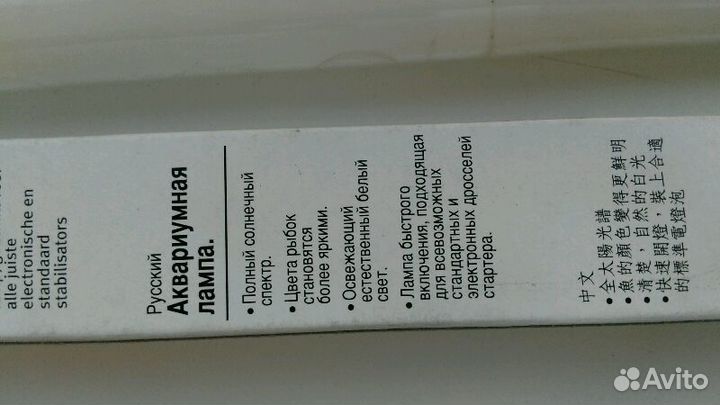 alle juiste
electronische en
standaard
stabilisators
Русский
Аквариумная
лампа.
• Полный солнечный
спектр.
• Цвета рыбок
становятся
более яркими.
• Освежающий
естественный белый
свет.
• Лампа быстрого
включения, подходящая
для всевозможных
стандартных и
электронных дросселей
стартера.
中文
• 全太陽光譜
• 魚的顏色變得更鮮明
• 清楚，自然的白光
• 快速開燈，裝上合適
的標準電燈泡
Avito